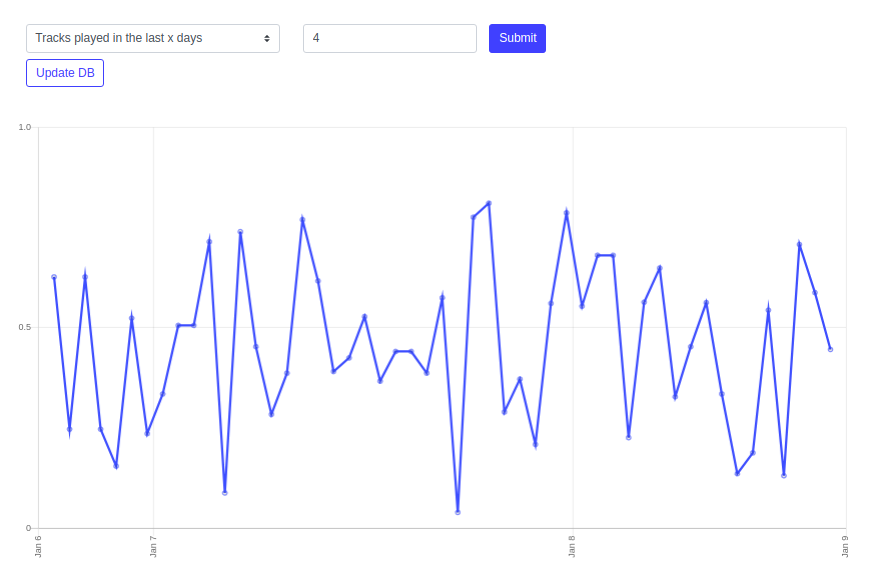 Tracks played in the last x days
4
Submit
Update DB
1.0
0.5
0
Jan 6
Jan 7
Jan 8
Jan 9